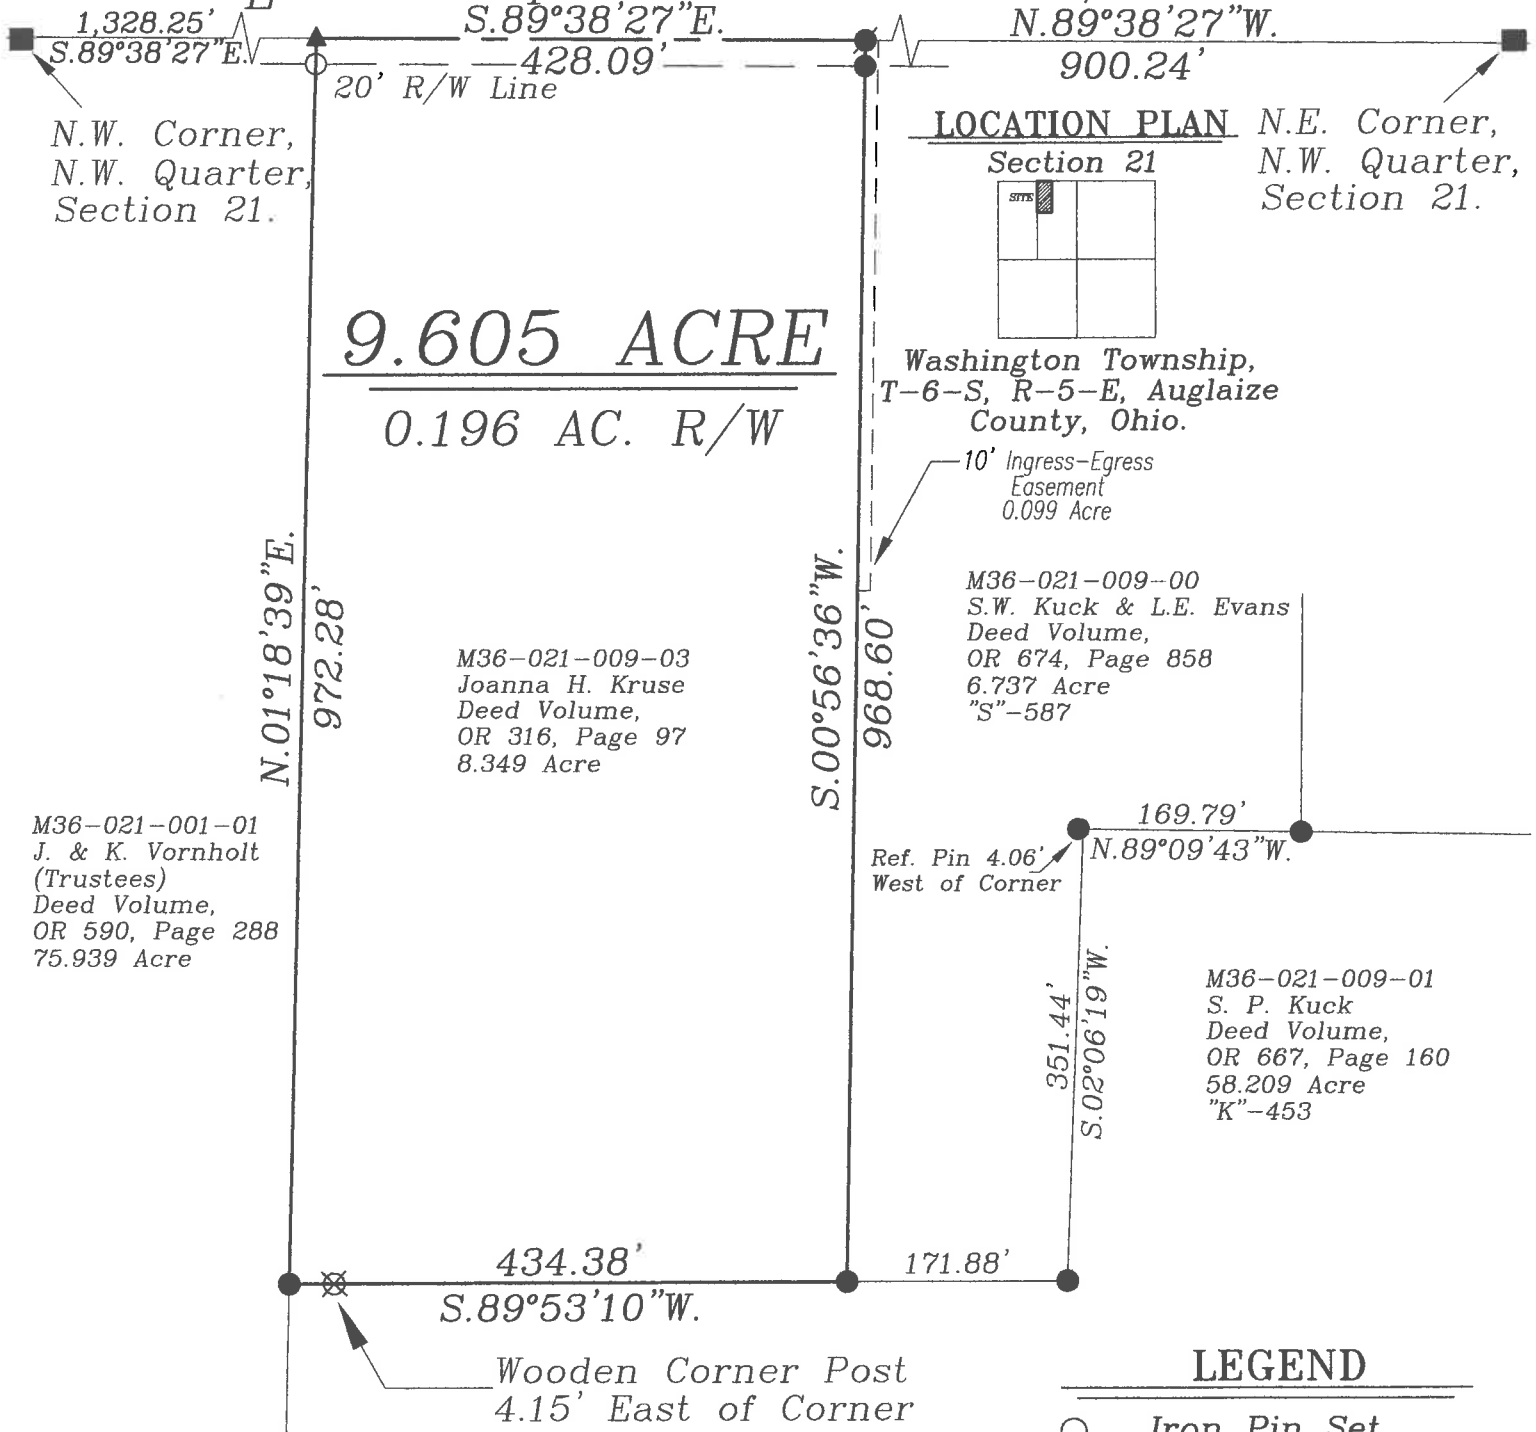 1,328.25'
S.89°38'27"E.
S.89°38'27"E.
428.09'
N.89°38'27"W.
900.24'
20' R/W Line
N.W. Corner,
N.W. Quarter,
Section 21.
LOCATION PLAN
Section 21
SITE
N.E. Corner,
N.W. Quarter,
Section 21.
9.605 ACRE
0.196 AC. R/W
Washington Township,
T-6-S, R-5-E, Auglaize
County, Ohio.
10' Ingress-Egress
Easement
0.099 Acre
N.01°18'39"E.
972.28'
S.00°56'36"W.
968.60'
M36-021-009-00
S.W. Kuck & L.E. Evans
Deed Volume,
OR 674, Page 858
6.737 Acre
"S"-587
M36-021-009-03
Joanna H. Kruse
Deed Volume,
OR 316, Page 97
8.349 Acre
M36-021-001-01
J. & K. Vornholt
(Trustees)
Deed Volume,
OR 590, Page 288
75.939 Acre
169.79'
N.89°09'43"W.
Ref. Pin 4.06'
West of Corner
351.44'
S.02°06'19"W.
M36-021-009-01
S. P. Kuck
Deed Volume,
OR 667, Page 160
58.209 Acre
"K"-453
434.38'
S.89°53'10"W.
171.88'
Wooden Corner Post
4.15' East of Corner
LEGEND
Iron Pin Set